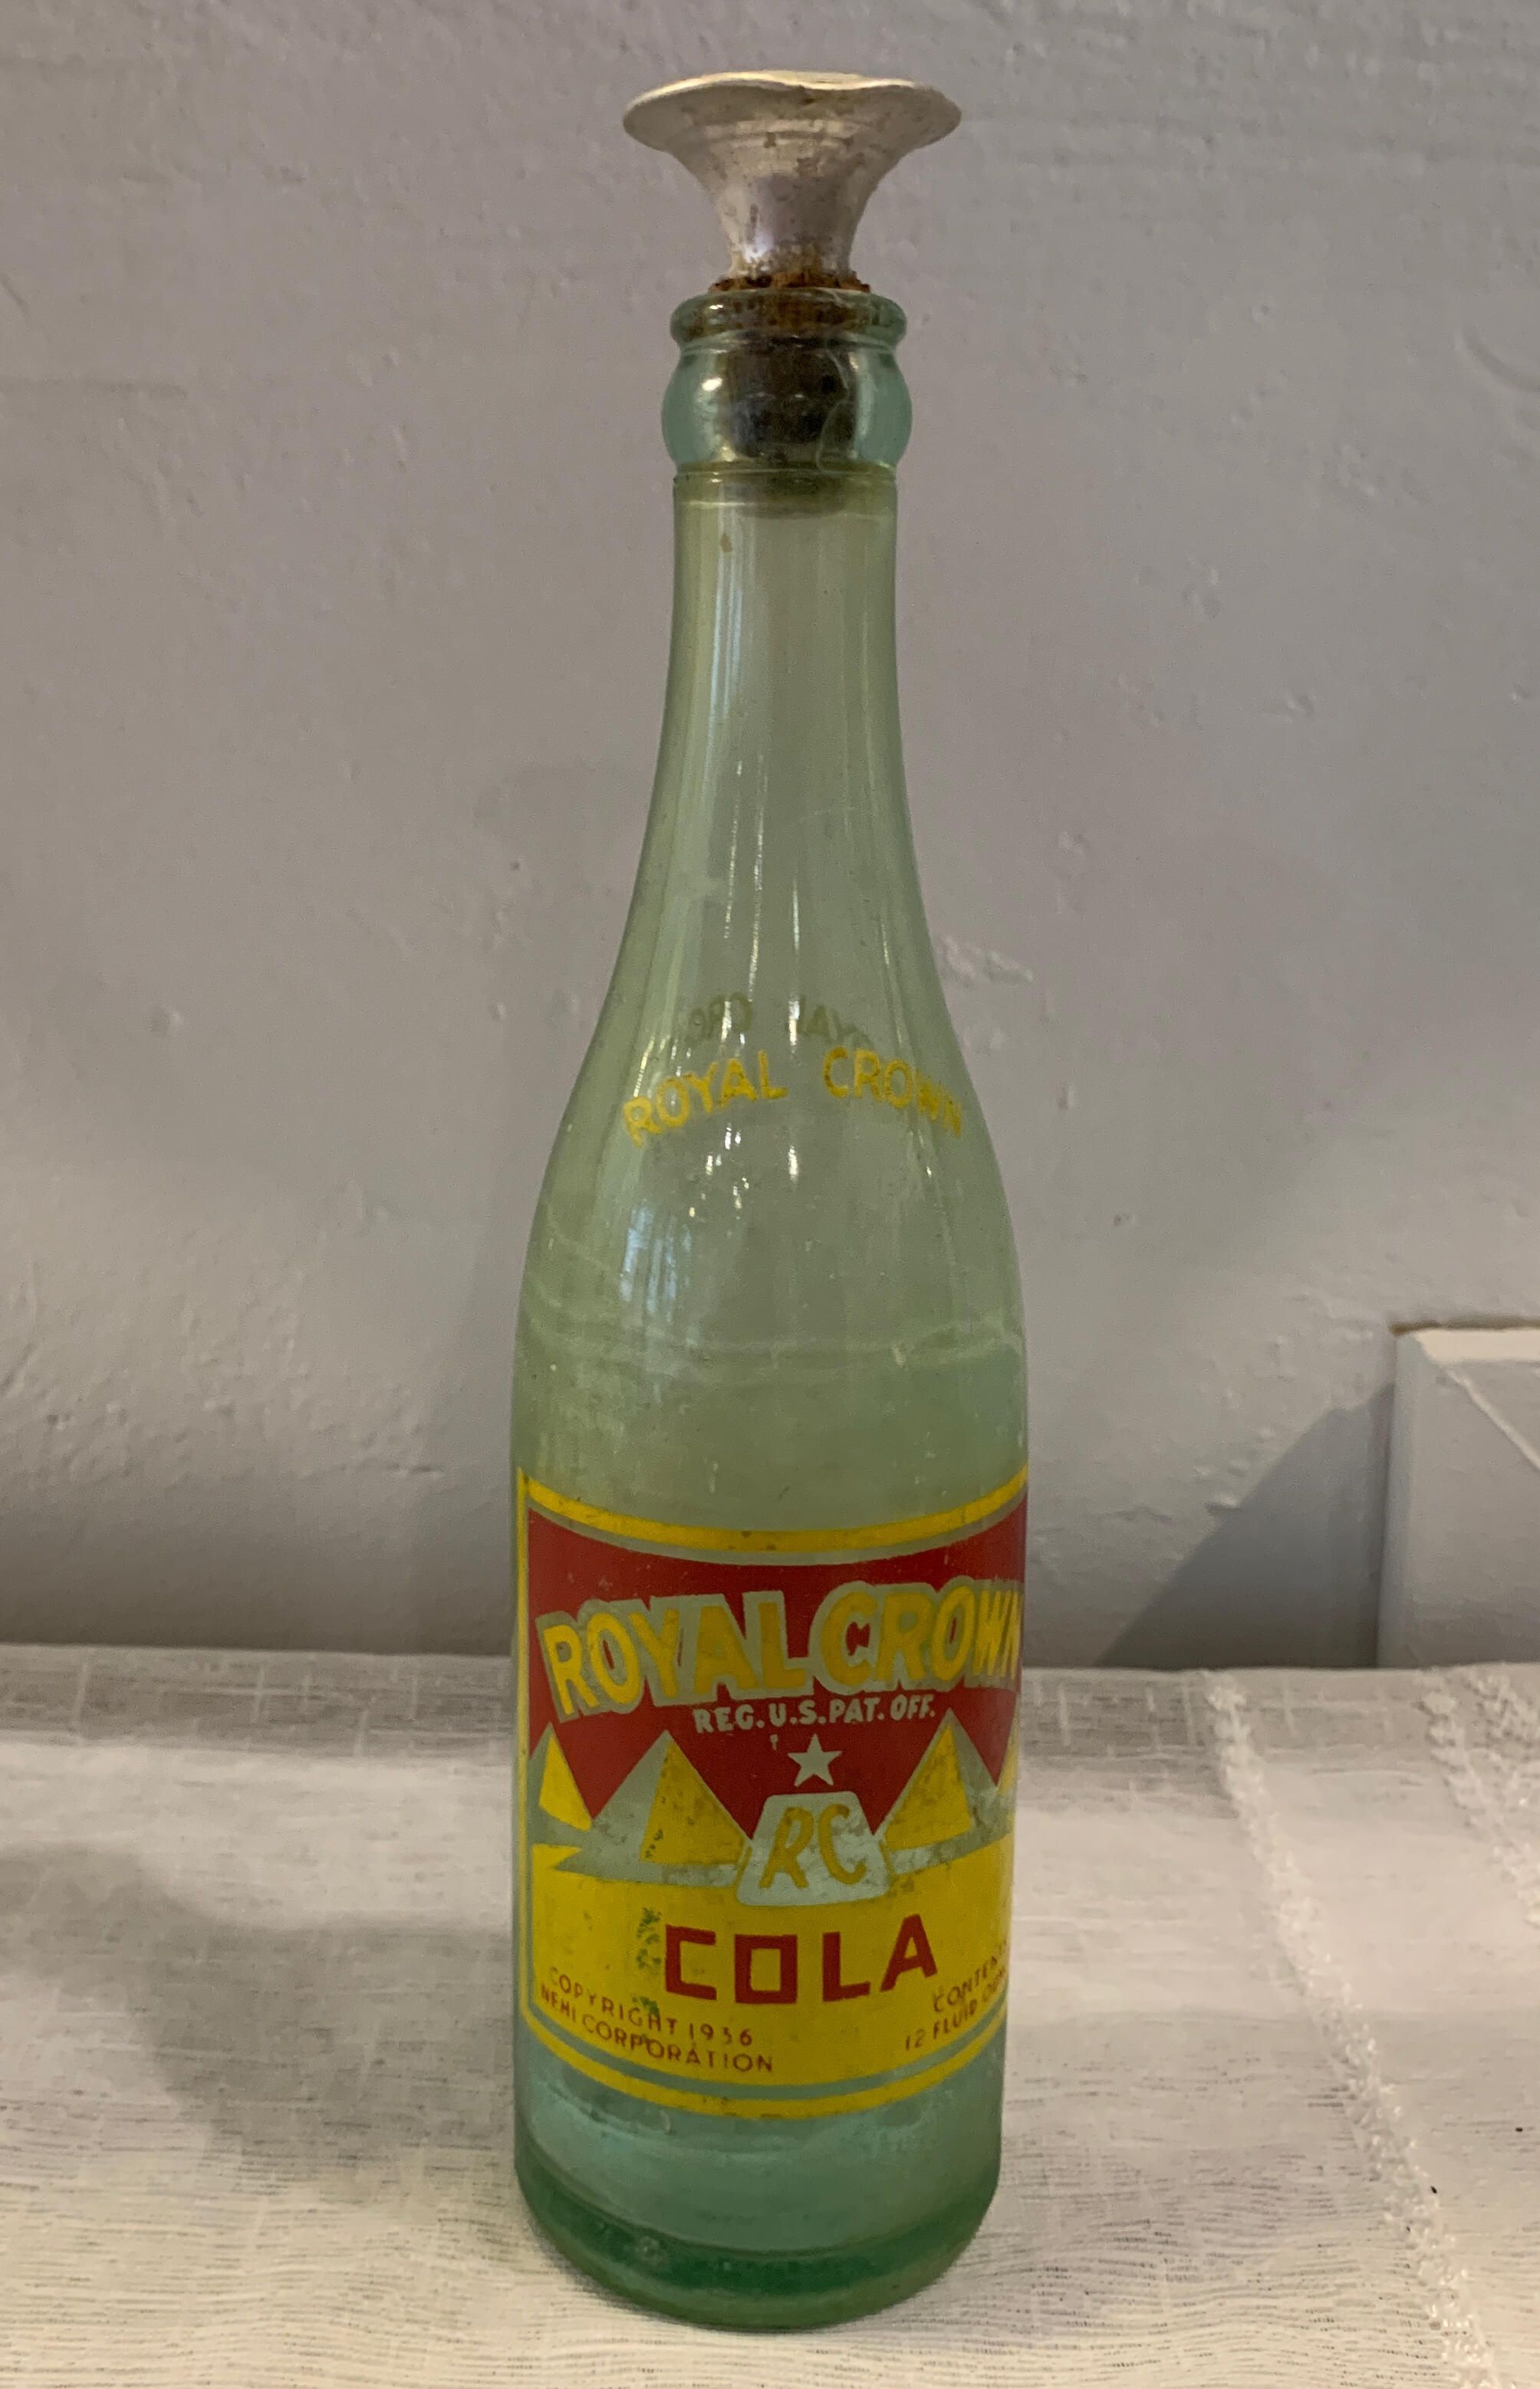 ROYAL CROWN
ROYAL CROWN
REG. U.S. PAT. OFF.
RC
COLA
COPYRIGHT 1936
NEHI CORPORATION
12 FLUID